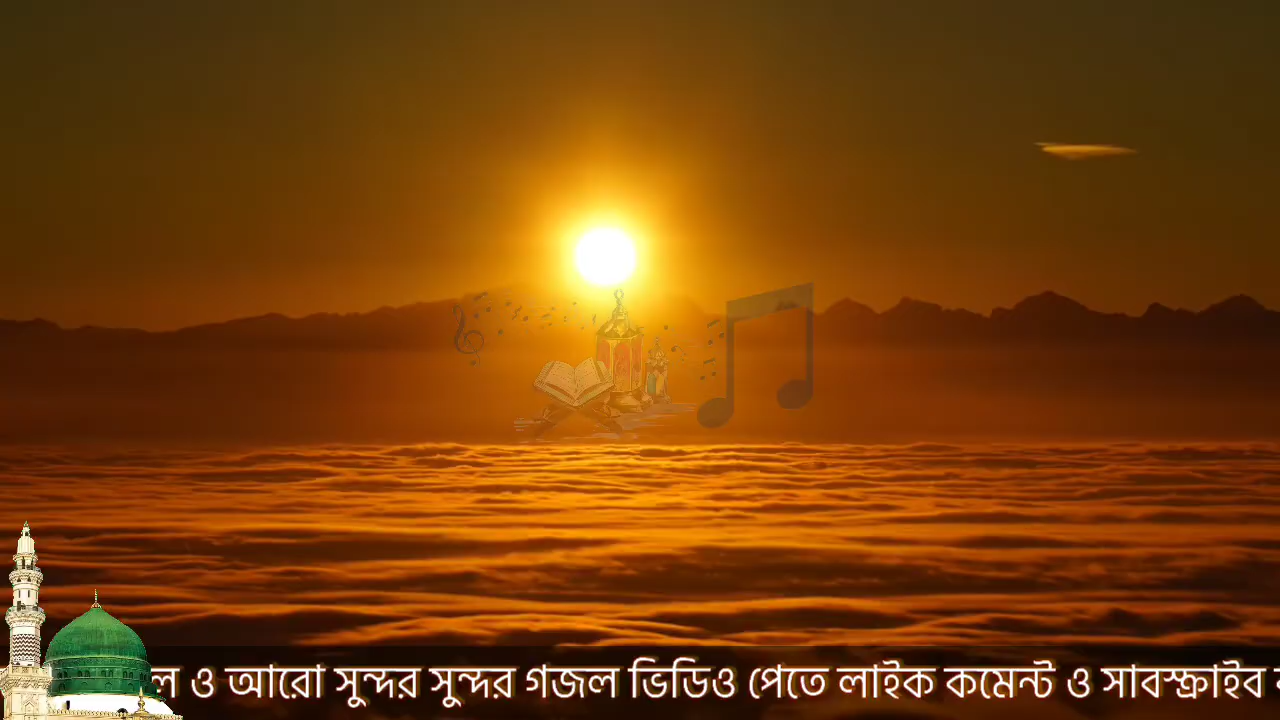 ও আরো সুন্দর সুন্দর গজল ভিডিও পেতে লাইক কমেন্ট ও সাবস্ক্রাইব